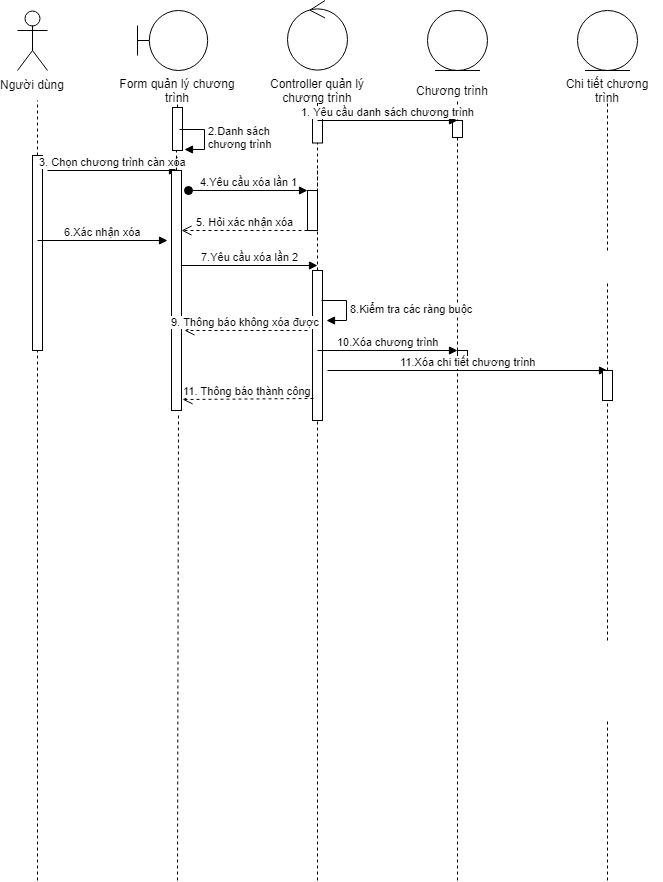 Người dùng
Form quản lý chương
trình
Controller quản lý
chương trình
Chương trình
Chi tiết chương
trình
1. Yêu cầu danh sách chương trình
2.Danh sách
chương trình
3. Chọn chương trình càn xóa
4.Yêu cầu xóa lần 1
5. Hỏi xác nhận xóa
6.Xác nhận xóa
7.Yêu cầu xóa lần 2
8.Kiểm tra các ràng buộc
9. Thông báo không xóa được
10.Xóa chương trình
11.Xóa chi tiết chương trình
11. Thông báo thành công